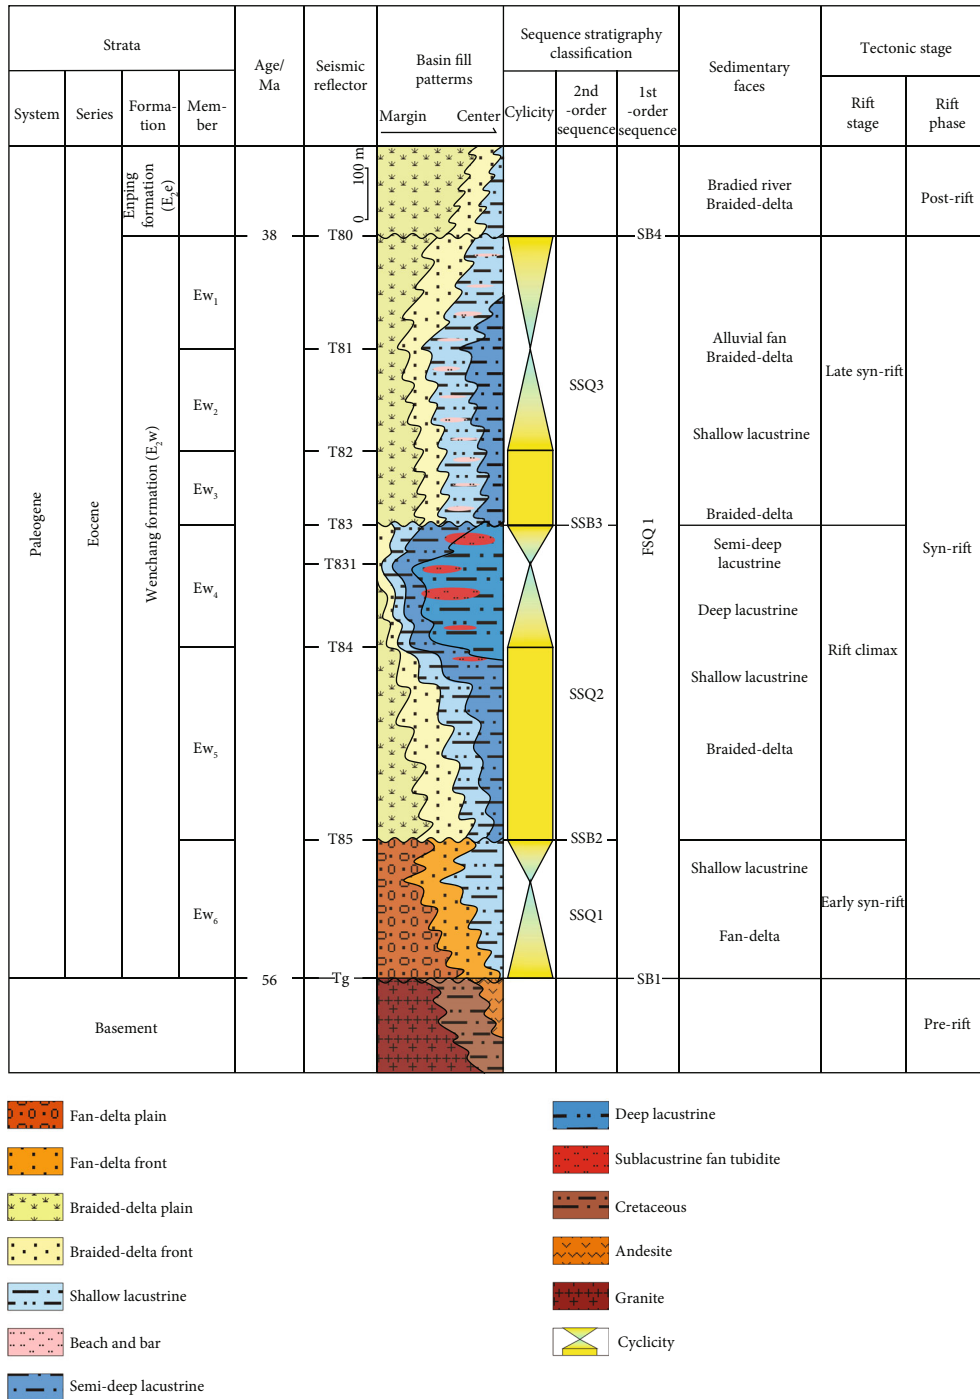 Strata
Age/
Ma
Seismic
reflector
Basin fill
patterms
Sequence stratigraphy
classification
Sedimentary
faces
Tectonic stage
System
Series
Forma-
tion
Mem-
ber
Margin
Center
Cylicity
2nd
-order
sequence
1st
-order
sequence
Rift
stage
Rift
phase
Enping
formation
(E2e)
100 m
0
Bradied river
Braided-delta
Post-rift
38
T80
SB4
Paleogene
Eocene
Wenchang formation (E2w)
Ew1
T81
Ew2
T82
Ew3
T83
T831
Ew4
T84
Ew5
T85
Ew6
56
Tg
SSQ3
SSB3
SSQ2
SSB2
SSQ1
FSQ 1
SB1
Alluvial fan
Braided-delta
Shallow lacustrine
Braided-delta
Semi-deep
lacustrine
Deep lacustrine
Shallow lacustrine
Braided-delta
Shallow lacustrine
Fan-delta
Late syn-rift
Rift climax
Early syn-rift
Syn-rift
Basement
Pre-rift
Fan-delta plain
Fan-delta front
Braided-delta plain
Braided-delta front
Shallow lacustrine
Beach and bar
Semi-deep lacustrine
Deep lacustrine
Sublacustrine fan tubidite
Cretaceous
Andesite
Granite
Cyclicity